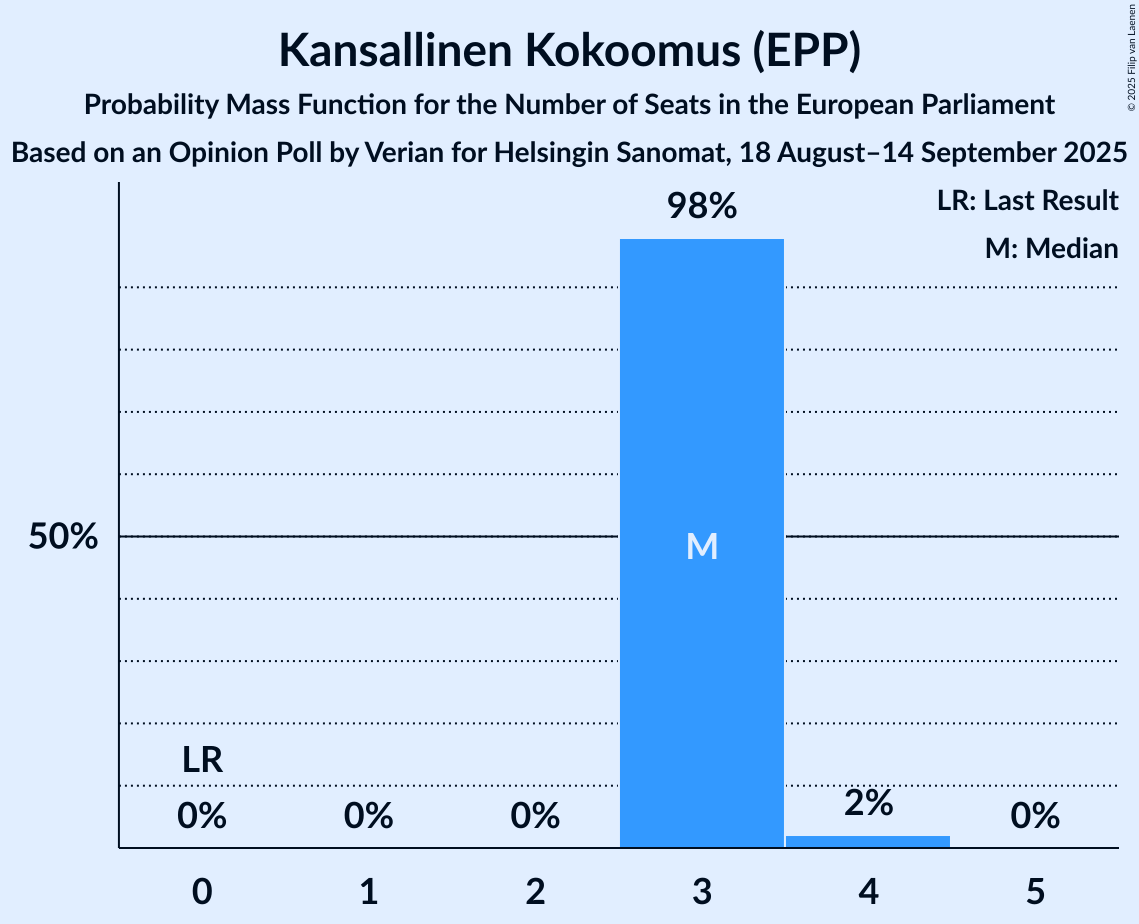 Kansallinen Kokoomus (EPP)
Probability Mass Function for the Number of Seats in the European Parliament
Based on an Opinion Poll by Verian for Helsingin Sanomat, 18 August–14 September 2025
© 2025 Filip van Laenen
LR: Last Result
M: Median
98%
50%
M
LR
0%
0%
0%
2%
0%
0
1
2
3
4
5